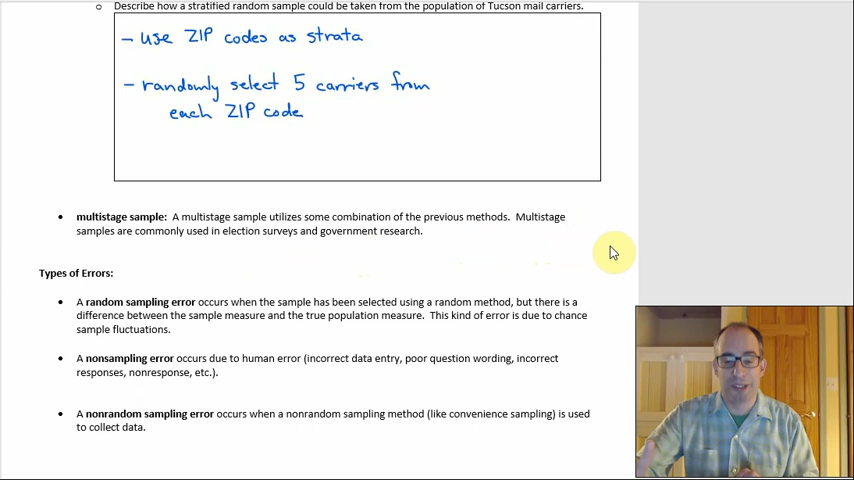 o Describe how a stratified random sample could be taken from the population of Tucson mail carriers.
- use ZIP codes as strata
- randomly select 5 carriers from
each ZIP code
• multistage sample: A multistage sample utilizes some combination of the previous methods. Multistage
samples are commonly used in election surveys and government research.
Types of Errors:
• A random sampling error occurs when the sample has been selected using a random method, but there is a
difference between the sample measure and the true population measure. This kind of error is due to chance
sample fluctuations.
• A nonsampling error occurs due to human error (incorrect data entry, poor question wording, incorrect
responses, nonresponse, etc.).
• A nonrandom sampling error occurs when a nonrandom sampling method (like convenience sampling) is used
to collect data.